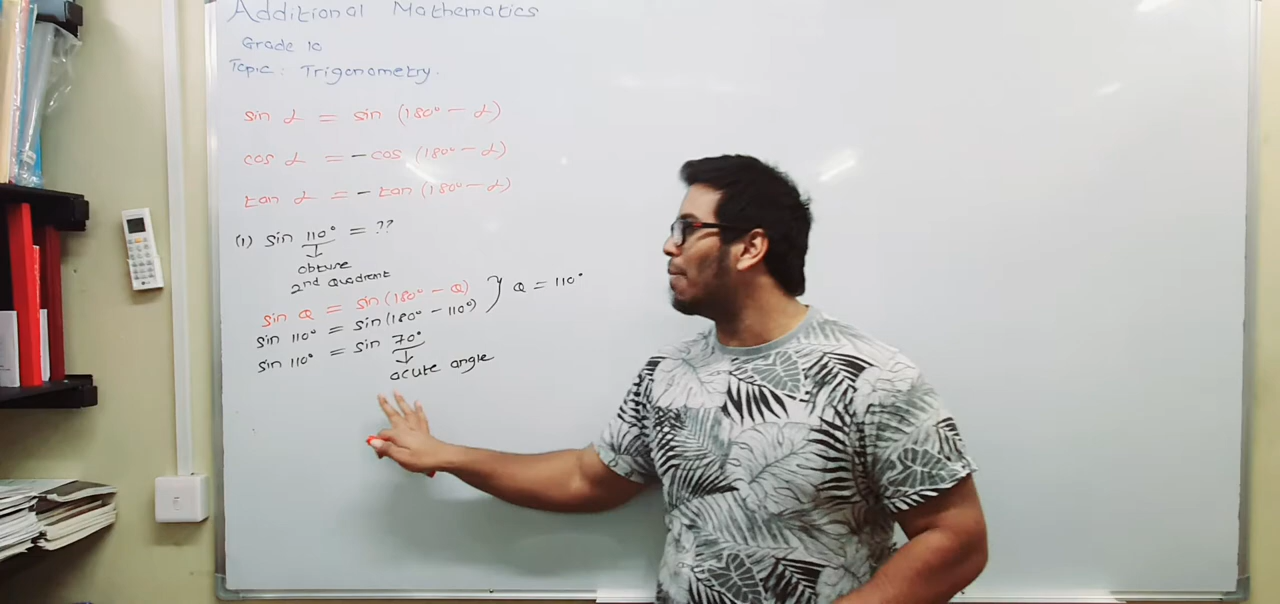 Additional Mathematics
Grade 10
Topic: Trigonometry.
sin α = sin (180° - α)
cos α = - cos (180° - α)
tan α = - tan (180° - α)
(1) sin 110° = ??
obtuse
2nd Quadrent
sin Q = sin (180° - Q) } Q = 110°
sin 110° = sin (180° - 110°)
sin 110° = sin 70°
acute angle